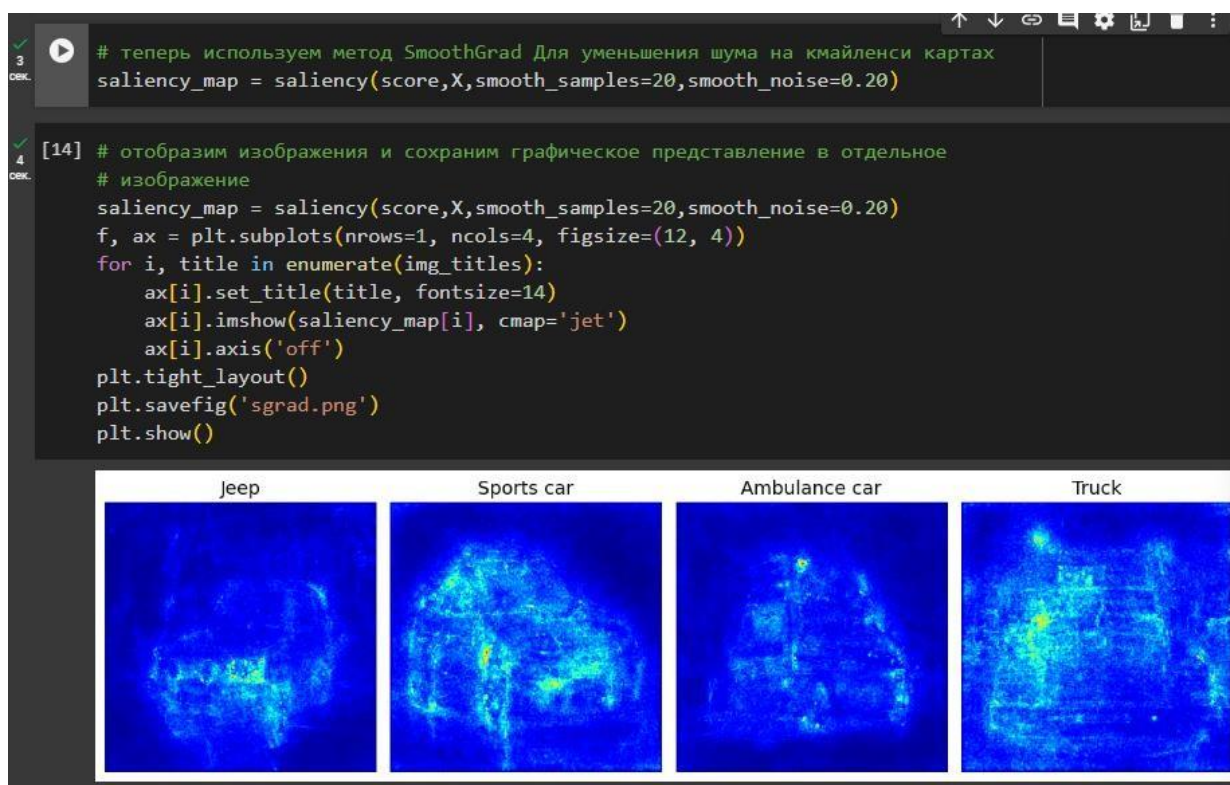 # теперь используем метод SmoothGrad Для уменьшения шума на кмайленси картах
3
сек.
saliency_map = saliency(score,X,smooth_samples=20,smooth_noise=0.20)
[14] # отобразим изображения и сохраним графическое представление в отдельное
4
сек.
# изображение
saliency_map = saliency(score,X,smooth_samples=20,smooth_noise=0.20)
f, ax = plt.subplots(nrows=1, ncols=4, figsize=(12, 4))
for i, title in enumerate(img_titles):
    ax[i].set_title(title, fontsize=14)
    ax[i].imshow(saliency_map[i], cmap='jet')
    ax[i].axis('off')
plt.tight_layout()
plt.savefig('sgrad.png')
plt.show()
Jeep Sports car Ambulance car Truck